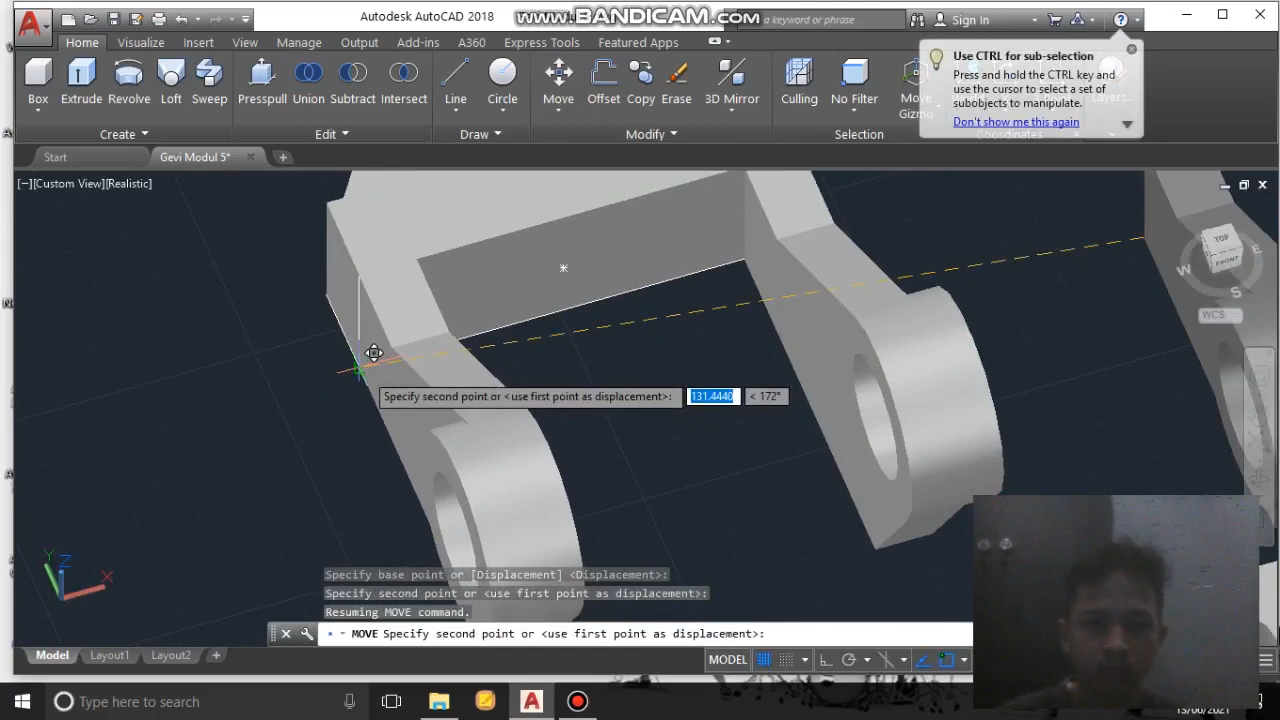 Autodesk AutoCAD 2018
www.BANDICAM.com
a keyword or phrase
Sign In
Home
Visualize
Insert
View
Manage
Output
Add-ins
A360
Express Tools
Featured Apps
Use CTRL for sub-selection
Press and hold the CTRL key and
use the cursor to select a set of
subobjects to manipulate.
Don't show me this again
Box
Extrude
Revolve
Loft
Sweep
Presspull
Union
Subtract
Intersect
Line
Circle
Move
Offset
Copy
Erase
3D Mirror
Culling
No Filter
Move
Gizmo
Layers...
Create
Edit
Draw
Modify
Selection
Coordinates
Start
Gevi Modul 5*
[−][Custom View][Realistic]
TOP
FRONT
W
E
S
WCS
Specify second point or <use first point as displacement>:
131.4440
< 172°
Y
Z
X
Specify base point or [Displacement] <Displacement>:
Specify second point or <use first point as displacement>:
Resuming MOVE command.
MOVE Specify second point or <use first point as displacement>:
Model
Layout1
Layout2
MODEL
Type here to search
13/06/2021